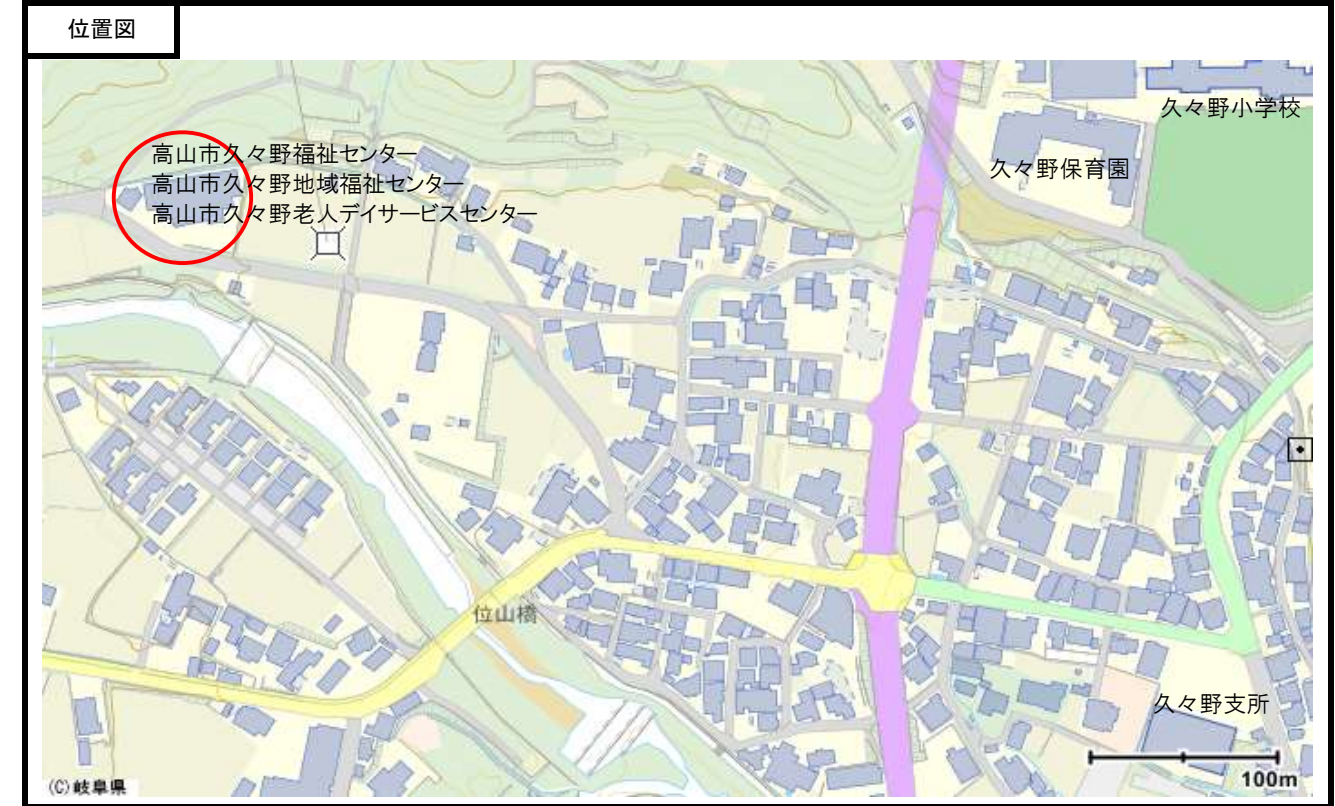 位置図
久々野小学校
高山市久々野福祉センター
高山市久々野地域福祉センター
高山市久々野老人デイサービスセンター
久々野保育園
位山橋
久々野支所
100m
(C)岐阜県